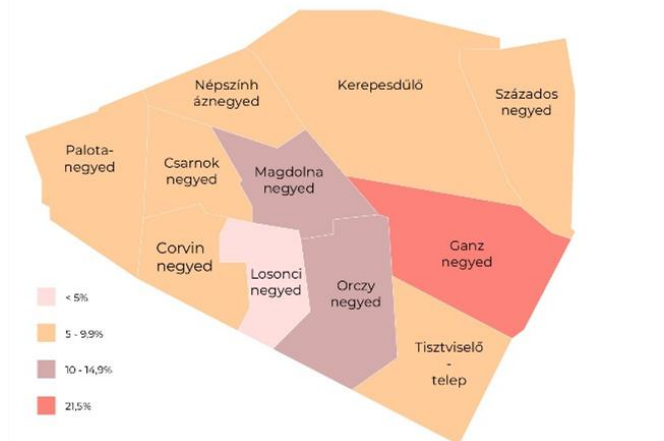 Népszính
áznegyed
Kerepesdűlő
Százados
negyed
Palota-
negyed
Csarnok
negyed
Magdolna
negyed
Corvin
negyed
Losonci
negyed
Orczy
negyed
Ganz
negyed
Tisztviselő
-
telep
< 5%
5 - 9.9%
10 - 14,9%
21,5%